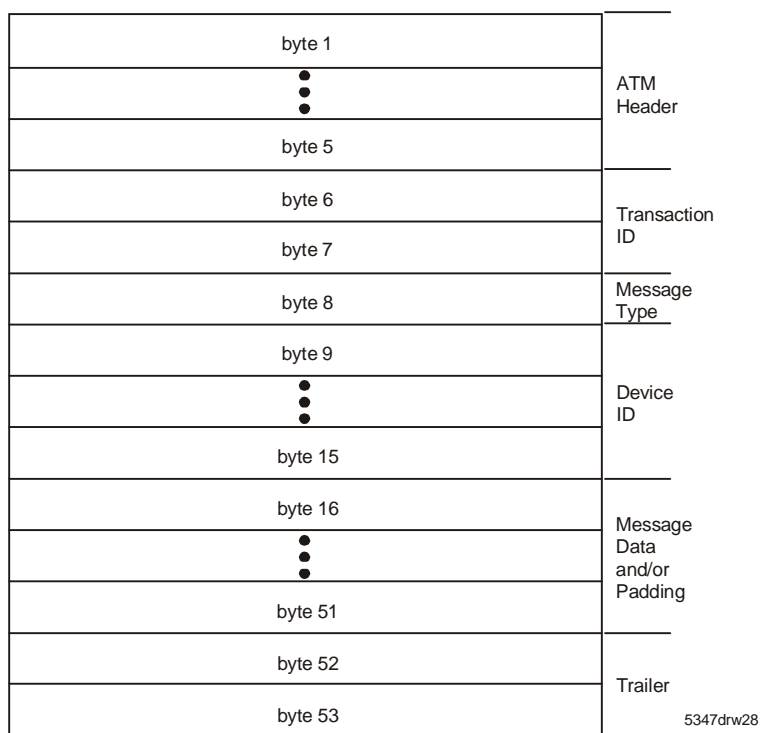 byte 1
ATM
Header
byte 5
byte 6
Transaction
ID
byte 7
byte 8
Message
Type
byte 9
Device
ID
byte 15
byte 16
Message
Data
and/or
Padding
byte 51
byte 52
Trailer
byte 53
5347drw28